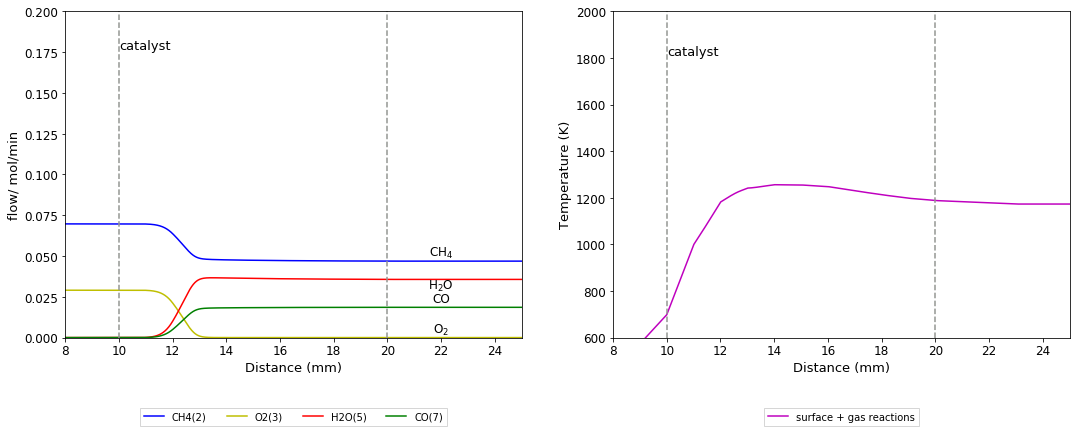 0.200
0.175
0.150
0.125
0.100
0.075
0.050
0.025
0.000
flow/ mol/min
catalyst
CH₄
H₂O
CO
O₂
8 10 12 14 16 18 20 22 24
Distance (mm)
CH4(2) O2(3) H2O(5) CO(7)
2000
1800
1600
1400
1200
1000
800
600
Temperature (K)
catalyst
8 10 12 14 16 18 20 22 24
Distance (mm)
surface + gas reactions